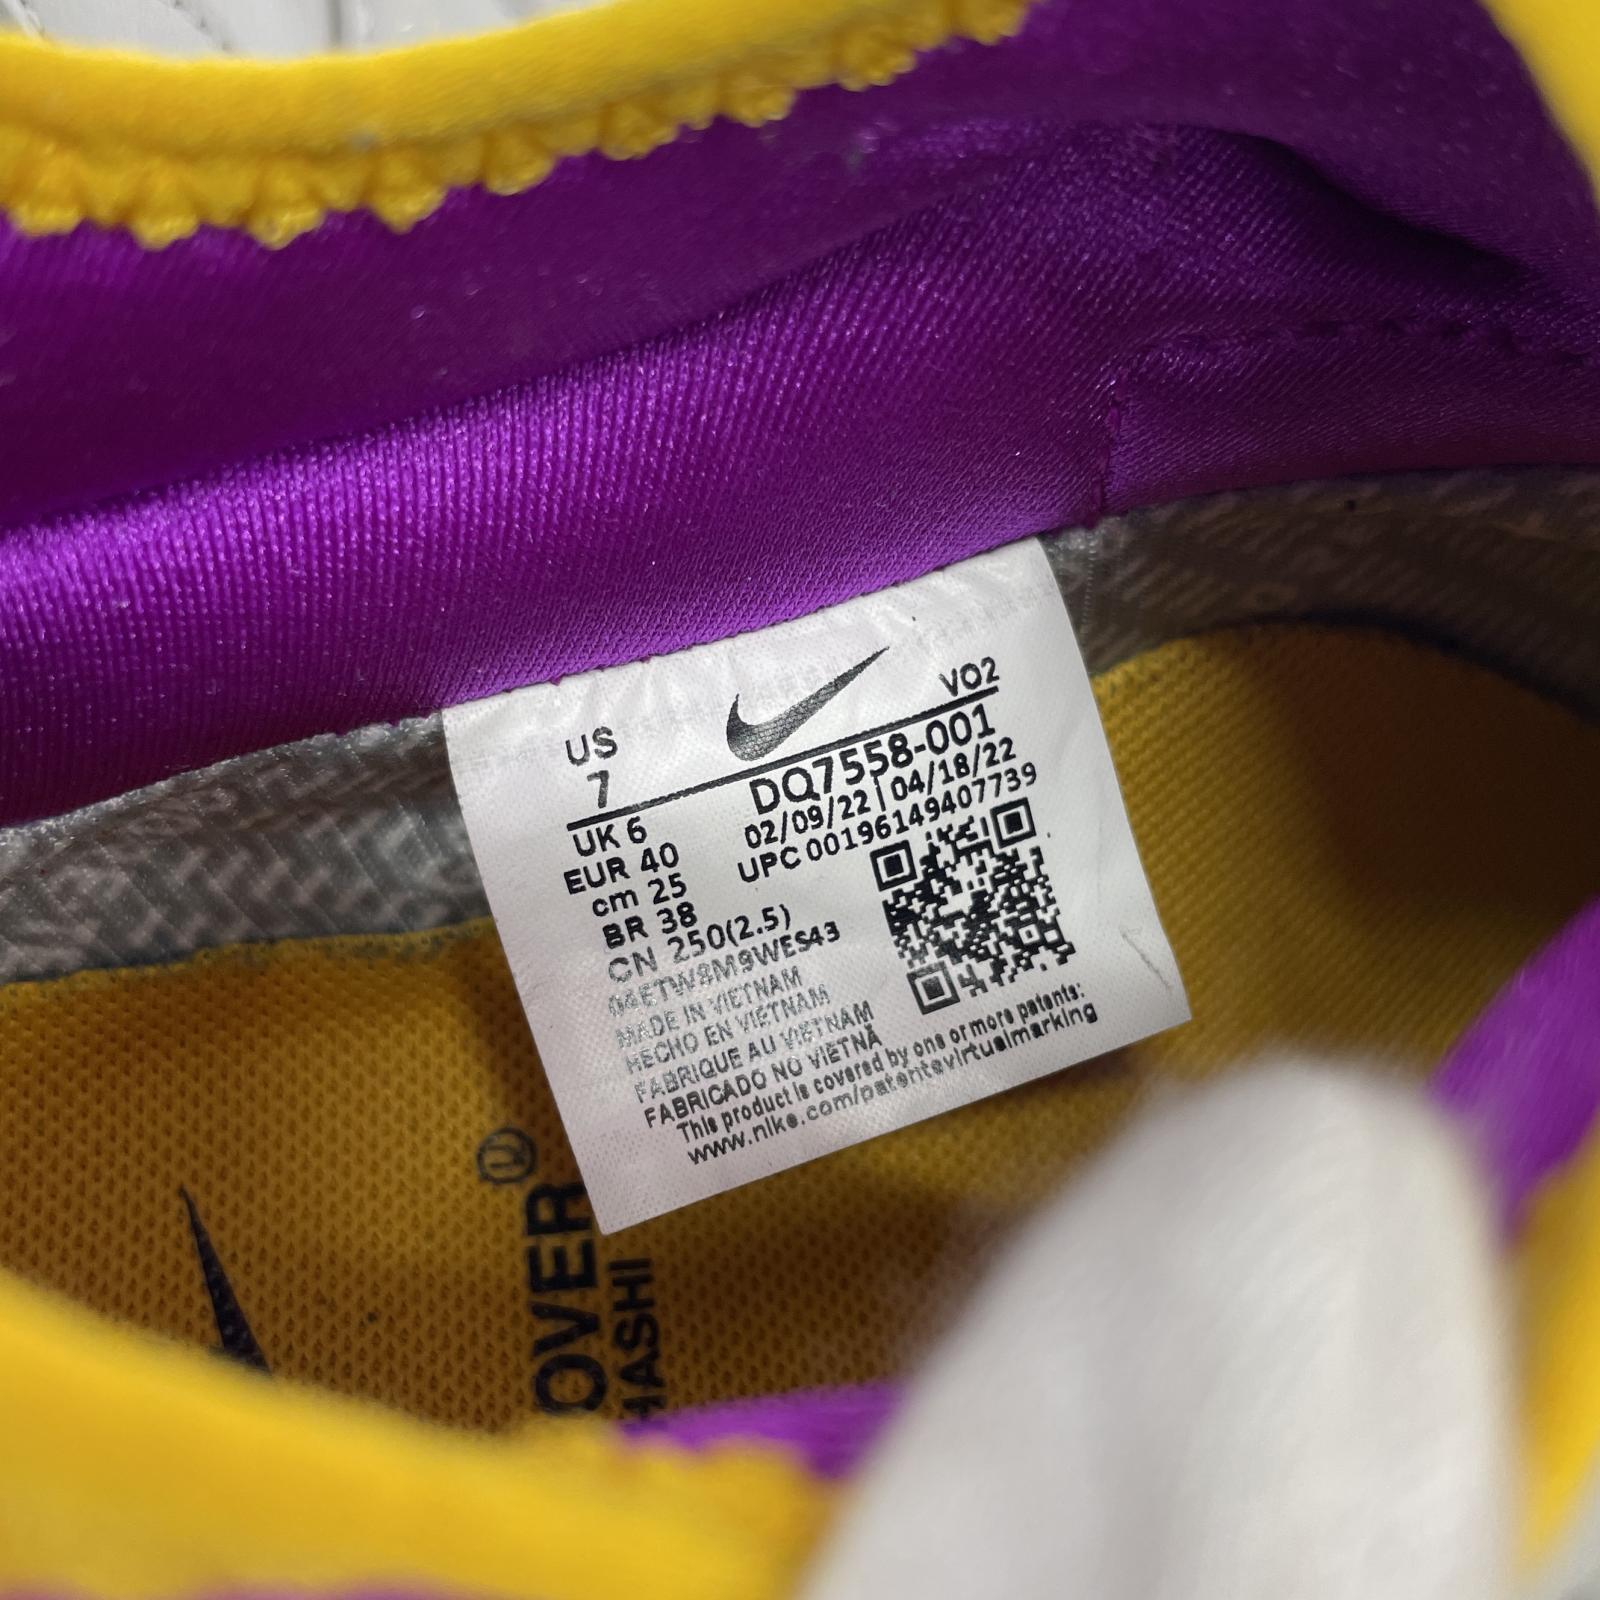 US
7
VO2
DQ7558-001
02/09/22 | 04/18/22
UPC 00196149407739
UK 6
EUR 40
cm 25
BR 38
CN 250(2.5)
04ETW8M9WES43
MADE IN VIETNAM
HECHO EN VIETNAM
FABRIQUE AU VIETNAM
FABRICADO NO VIETNÃ
This product is covered by one or more patents:
www.nike.com/patentsvirtualmarking
OVER
HASHI